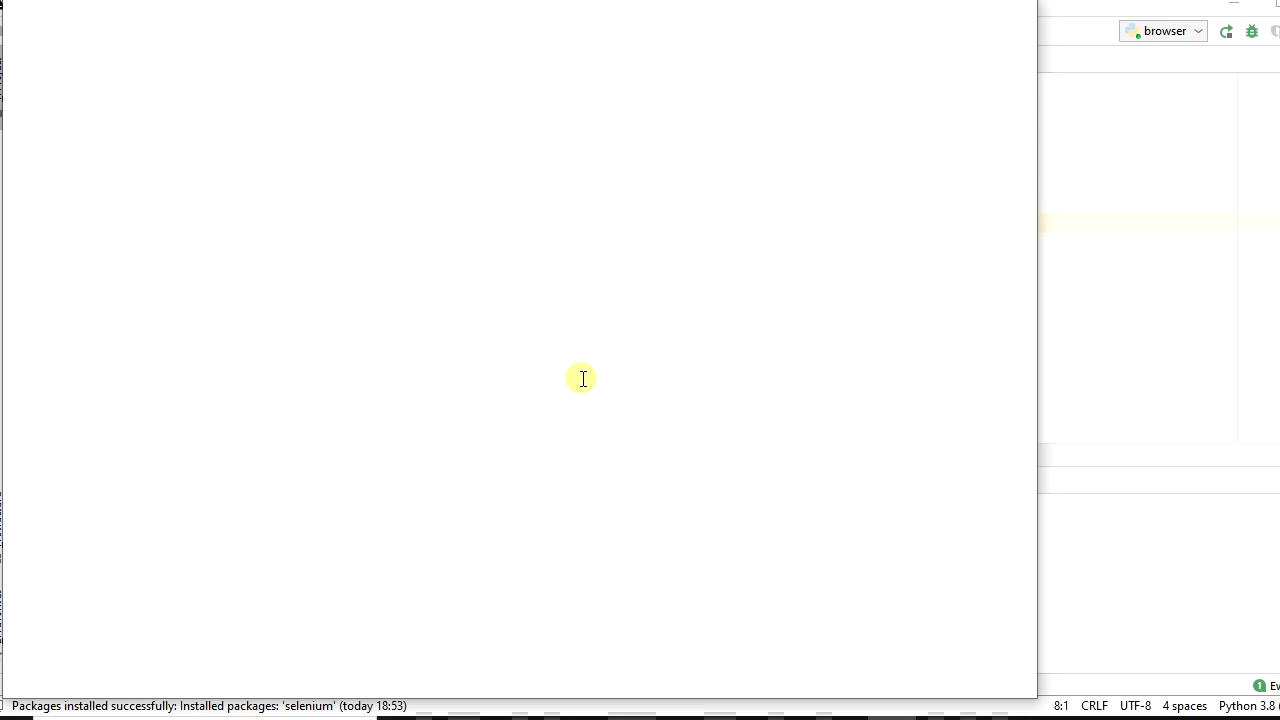 browser
Packages installed successfully: Installed packages: 'selenium' (today 18:53)
8:1 CRLF UTF-8 4 spaces Python 3.8
1